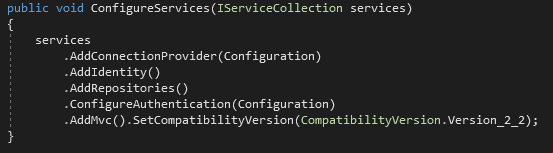 public void ConfigureServices(IServiceCollection services)
{
    services
        .AddConnectionProvider(Configuration)
        .AddIdentity()
        .AddRepositories()
        .ConfigureAuthentication(Configuration)
        .AddMvc().SetCompatibilityVersion(CompatibilityVersion.Version_2_2);
}